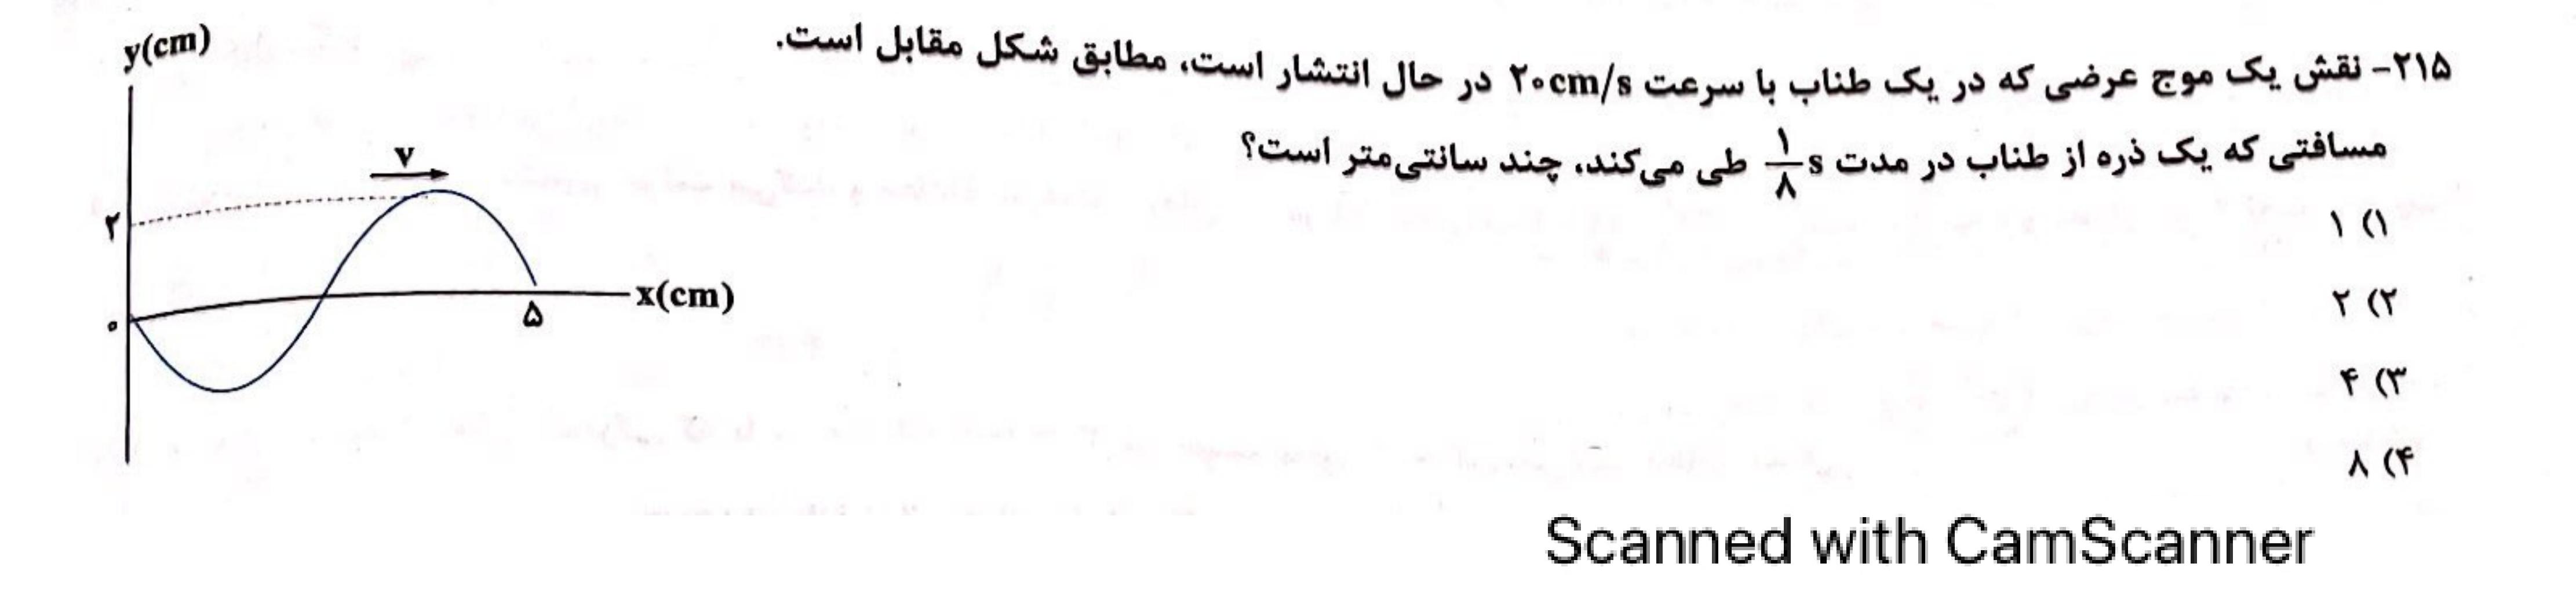 ۲۱۵- نقش یک موج عرضی که در یک طناب با سرعت ۲۰cm/s در حال انتشار است، مطابق شکل مقابل است.
مسافتی که یک ذره از طناب در مدت ۱/۸ s طی می‌کند، چند سانتی‌متر است؟
۱) ۱
۲) ۲
۳) ۴
۴) ۸
y(cm)
v
۲
x(cm)
۰
۵
Scanned with CamScanner